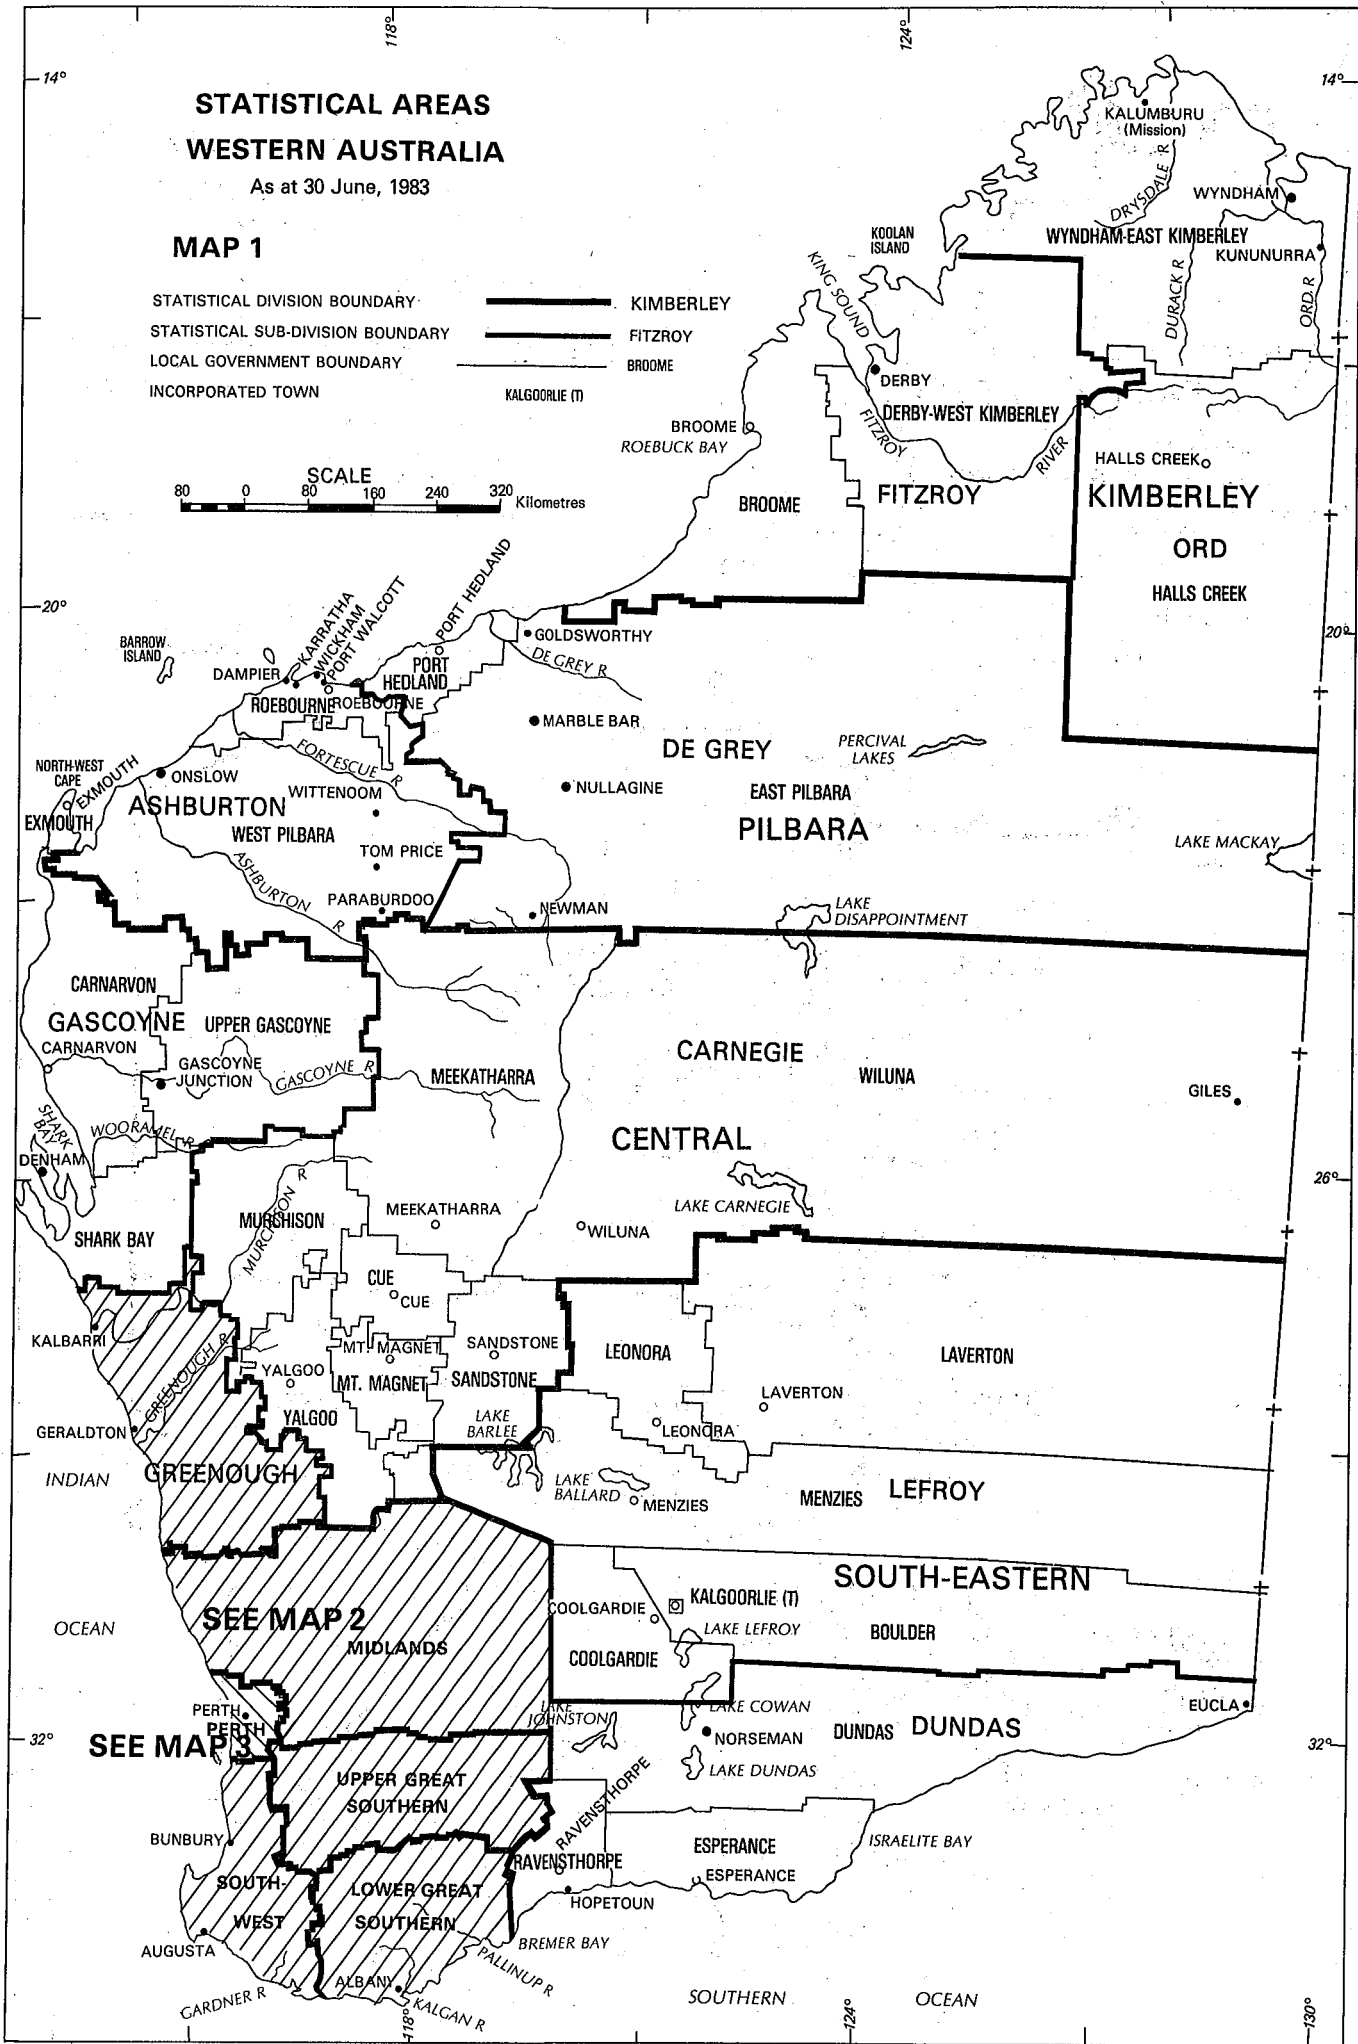 118°
124°
14°
14°
STATISTICAL AREAS
WESTERN AUSTRALIA
As at 30 June, 1983
MAP 1
STATISTICAL DIVISION BOUNDARY KIMBERLEY
STATISTICAL SUB-DIVISION BOUNDARY FITZROY
LOCAL GOVERNMENT BOUNDARY BROOME
INCORPORATED TOWN KALGOORLIE (T)
SCALE
80 0 80 160 240 320 Kilometres
KALUMBURU
(Mission)
DRYSDALE R
WYNDHAM
WYNDHAM-EAST KIMBERLEY
KUNUNURRA
DURACK R
ORD R
KOOLAN
ISLAND
KING SOUND
DERBY
DERBY-WEST KIMBERLEY
FITZROY
RIVER
BROOME
ROEBUCK BAY
BROOME
FITZROY
HALLS CREEK
KIMBERLEY
ORD
HALLS CREEK
20°
20°
BARROW
ISLAND
DAMPIER
KARRATHA
WICKHAM
PORT WALCOTT
PORT HEDLAND
PORT
HEDLAND
ROEBOURNE
ROEBOURNE
GOLDSWORTHY
DE GREY R
MARBLE BAR
DE GREY
PERCIVAL
LAKES
NULLAGINE
EAST PILBARA
PILBARA
LAKE MACKAY
NORTH-WEST
CAPE
EXMOUTH
EXMOUTH
ONSLOW
FORTESCUE R
WITTENOOM
ASHBURTON
WEST PILBARA
TOM PRICE
ASHBURTON R
PARABURDOO
NEWMAN
LAKE
DISAPPOINTMENT
CARNARVON
GASCOYNE
UPPER GASCOYNE
CARNARVON
GASCOYNE
JUNCTION
GASCOYNE R
MEEKATHARRA
CARNEGIE
WILUNA
GILES
CENTRAL
SHARK
BAY
WOORAMEL R
DENHAM
26°
SHARK BAY
MURCHISON
MURCHISON R
MEEKATHARRA
WILUNA
LAKE CARNEGIE
CUE
CUE
KALBARRI
GREENOUGH R
MT. MAGNET
MT. MAGNET
SANDSTONE
SANDSTONE
YALGOO
YALGOO
LEONORA
LAVERTON
LAVERTON
LEONORA
GERALDTON
INDIAN
GREENOUGH
LAKE
BARLEE
LAKE
BALLARD
MENZIES
MENZIES
LEFROY
SOUTH-EASTERN
OCEAN
SEE MAP 2
MIDLANDS
COOLGARDIE
KALGOORLIE (T)
LAKE LEFROY
BOULDER
COOLGARDIE
PERTH
PERTH
SEE MAP 3
32°
32°
LAKE
JOHNSTON
LAKE COWAN
NORSEMAN
DUNDAS
DUNDAS
EUCLA
LAKE DUNDAS
UPPER GREAT
SOUTHERN
BUNBURY
RAVENSTHORPE
RAVENSTHORPE
ESPERANCE
ESPERANCE
ISRAELITE BAY
HOPETOUN
SOUTH-
WEST
LOWER GREAT
SOUTHERN
AUGUSTA
BREMER BAY
PALLINUP R
ALBANY
GARDNER R
KALGAN R
SOUTHERN OCEAN
118°
124°
130°